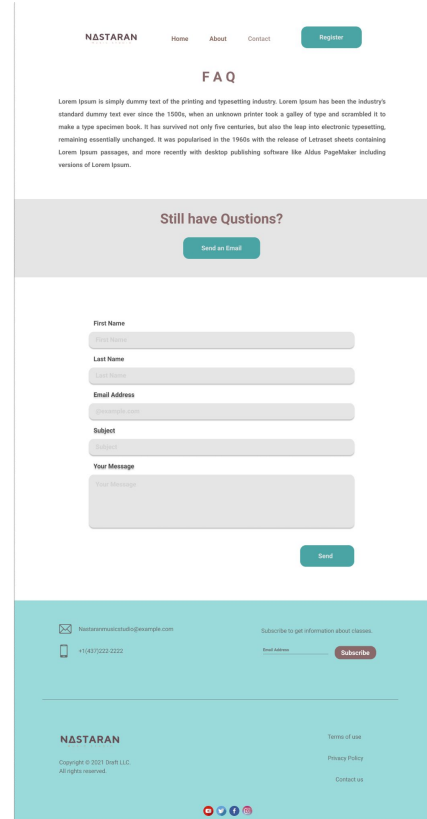 NASTARAN
Home About Contact Register
FAQ
Lorem Ipsum is simply dummy text of the printing and typesetting industry. Lorem Ipsum has been the industry's
standard dummy text ever since the 1500s, when an unknown printer took a galley of type and scrambled it to
make a type specimen book. It has survived not only five centuries, but also the leap into electronic typesetting,
remaining essentially unchanged. It was popularised in the 1960s with the release of Letraset sheets containing
Lorem Ipsum passages, and more recently with desktop publishing software like Aldus PageMaker including
versions of Lorem Ipsum.
Still have Qustions?
Send an Email
First Name
First Name
Last Name
Last Name
Email Address
@example.com
Subject
Subject
Your Message
Your Message
Send
Nastaranmusicstudio@example.com
+1(437)222-2222
Subscribe to get information about classes.
Email Address
Subscribe
NASTARAN
Copyright © 2021 Draft LLC.
All rights reserved.
Terms of use
Privacy Policy
Contact us